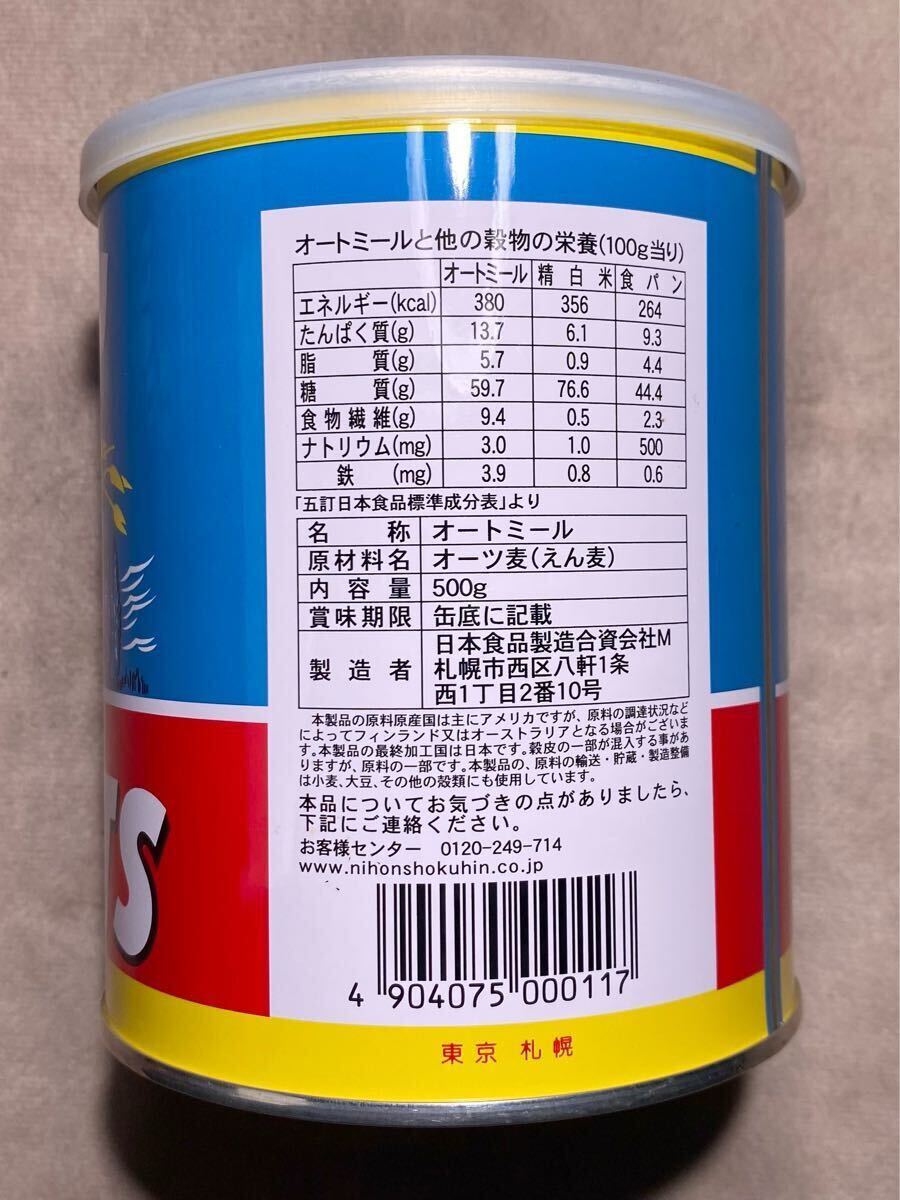 オートミールと他の穀物の栄養(100g当り)
オートミール 精白米 食パン
エネルギー(kcal) 380 356 264
たんぱく質(g) 13.7 6.1 9.3
脂質(g) 5.7 0.9 4.4
糖質(g) 59.7 76.6 44.4
食物繊維(g) 9.4 0.5 2.3
ナトリウム(mg) 3.0 1.0 500
鉄(mg) 3.9 0.8 0.6
「五訂日本食品標準成分表」より
名称 オートミール
原材料名 オーツ麦(えん麦)
内容量 500g
賞味期限 缶底に記載
製造者 日本食品製造合資会社M
札幌市西区八軒1条
西1丁目2番10号
本製品の原料原産国は主にアメリカですが、原料の調達状況など
によってフィンランド又はオーストラリアとなる場合がございま
す。本製品の最終加工国は日本です。穀皮の一部が混入する事があ
りますが、原料の一部です。本製品の、原料の輸送・貯蔵・製造整備
は小麦、大豆、その他の殻類にも使用しています。
本品についてお気づきの点がありましたら、
下記にご連絡ください。
お客様センター 0120-249-714
www.nihonshokuhin.co.jp
4 904075 000117
東京 札幌
TS